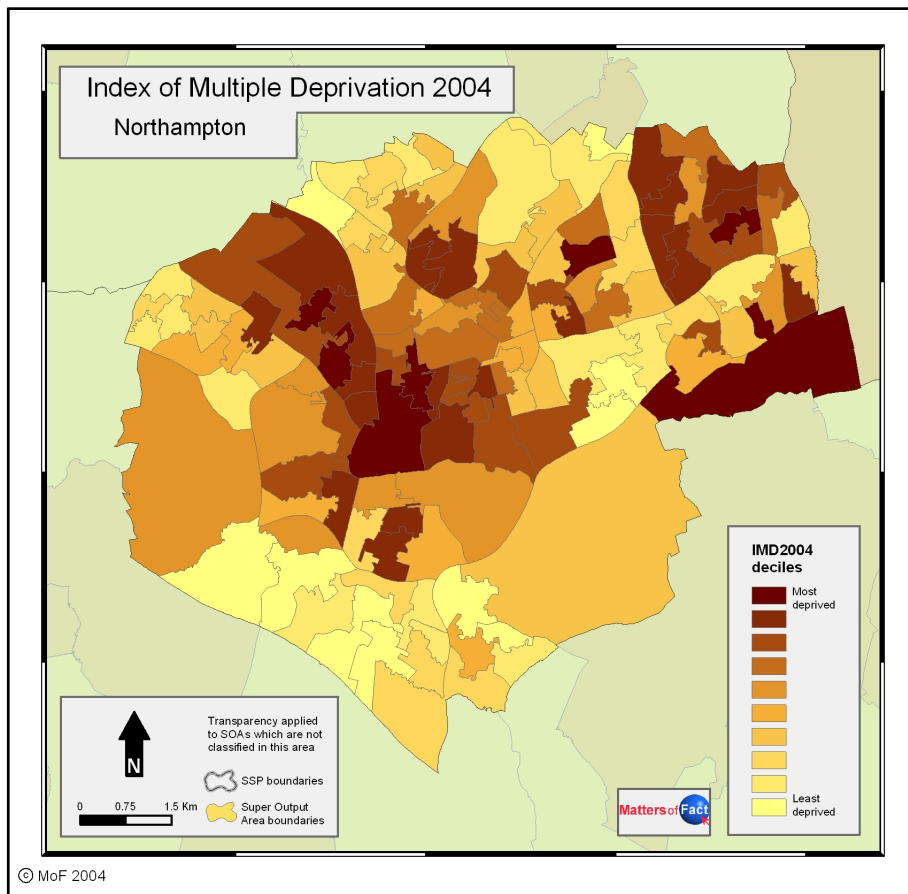 Index of Multiple Deprivation 2004
Northampton
IMD2004
deciles
Most
deprived
Least
deprived
Transparency applied
to SOAs which are not
classified in this area
N
SSP boundaries
0 0.75 1.5 Km
Super Output
Area boundaries
Matters of Fact
© MoF 2004